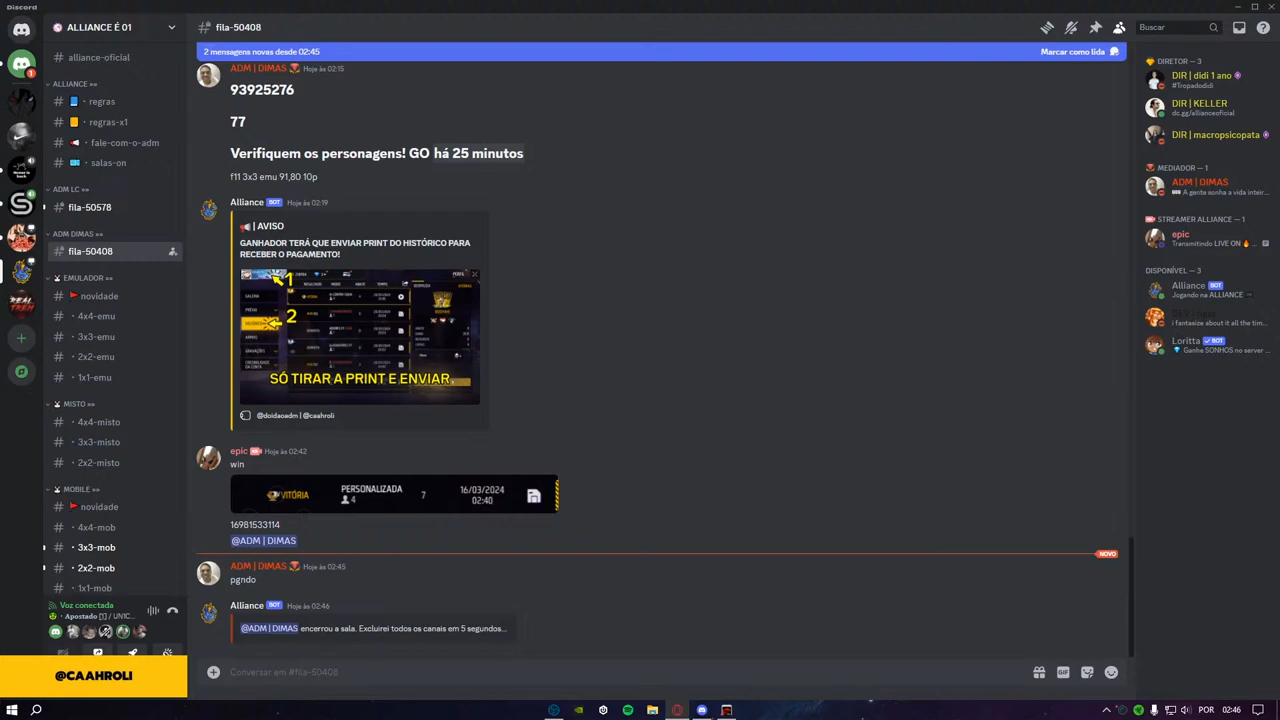 Discord
ALLIANCE É 01
alliance-oficial
ALLIANCE
regras
regras-x1
fale-com-o-adm
salas-on
ADM LC
fila-50578
ADM DIMAS
fila-50408
EMULADOR
novidade
4x4-emu
3x3-emu
2x2-emu
1x1-emu
MISTO
4x4-misto
3x3-misto
2x2-misto
MOBILE
novidade
4x4-mob
3x3-mob
2x2-mob
1x1-mob
Voz conectada
@CAAHROLI
fila-50408
Buscar
2 mensagens novas desde 02:45
Marcar como lida
ADM | DIMAS Hoje às 02:15
93925276
77
Verifiquem os personagens! GO há 25 minutos
f11 3x3 emu 91,80 10p
Alliance BOT Hoje às 02:19
| AVISO
GANHADOR TERÁ QUE ENVIAR PRINT DO HISTÓRICO PARA
RECEBER O PAGAMENTO!
1
2
SÓ TIRAR A PRINT E ENVIAR.
@doidaoadm | @caahroli
epic Hoje às 02:42
win
VITÓRIA PERSONALIZADA 4 7 16/03/2024 02:40
16981533114
@ADM | DIMAS
NOVO
ADM | DIMAS Hoje às 02:45
pgndo
Alliance BOT Hoje às 02:46
@ADM | DIMAS encerrou a sala. Excluirei todos os canais em 5 segundos...
Conversar em #fila-50408
GIF
DIRETOR — 3
DIR | didi 1 ano
#Tropadodidi
DIR | KELLER
dc.gg/allianceoficial
DIR | macropsicopata
MEDIADOR — 1
ADM | DIMAS
A gente sonha a vida inteir...
STREAMER ALLIANCE — 1
epic
Transmitindo LIVE ON
DISPONÍVEL — 3
Alliance BOT
Jogando na ALLIANCE
i fantasize about it all the tim...
Loritta BOT
Ganhe SONHOS no server
POR 02:46